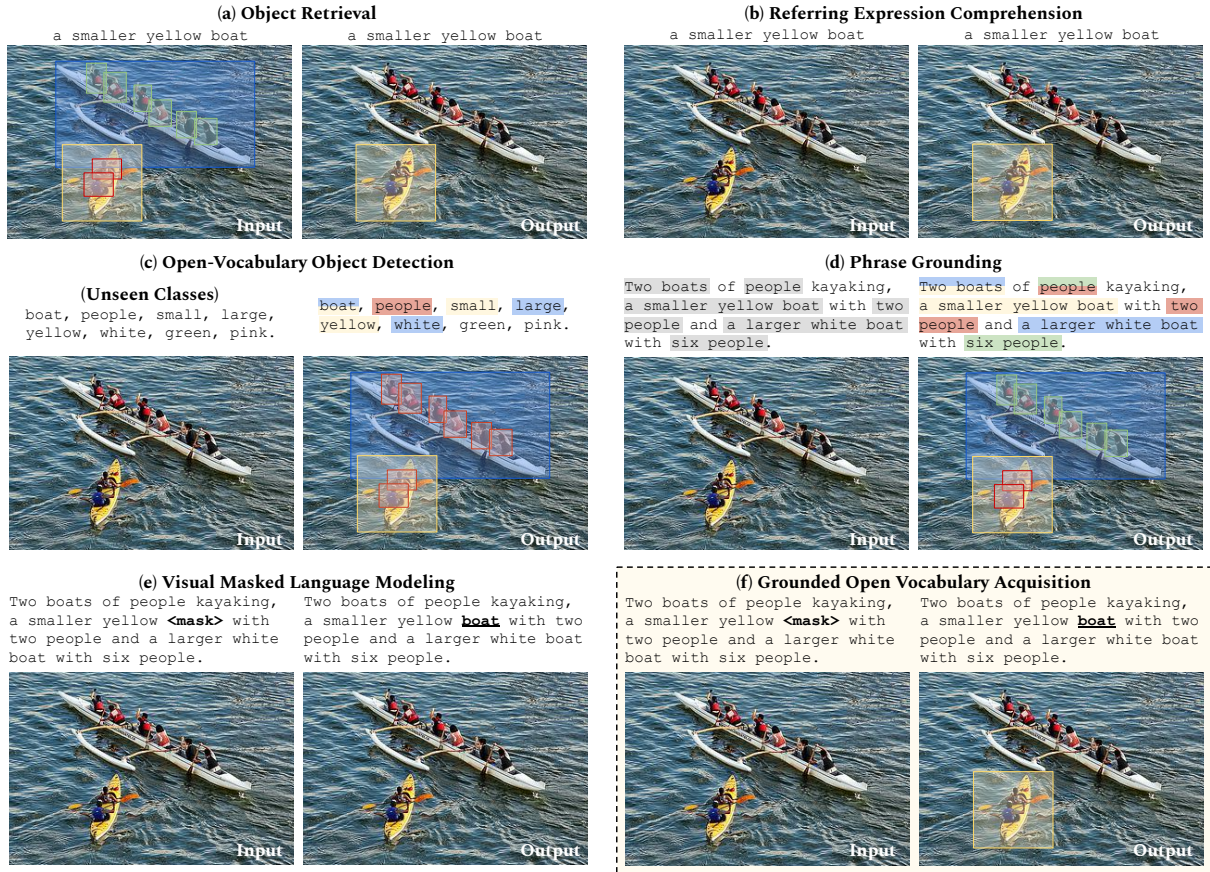 (a) Object Retrieval
a smaller yellow boat
a smaller yellow boat
Input
Output
(b) Referring Expression Comprehension
a smaller yellow boat
a smaller yellow boat
Input
Output
(c) Open-Vocabulary Object Detection
(Unseen Classes)
boat, people, small, large,
yellow, white, green, pink.
boat, people, small, large,
yellow, white, green, pink.
Input
Output
(d) Phrase Grounding
Two boats of people kayaking,
a smaller yellow boat with two
people and a larger white boat
with six people.
Two boats of people kayaking,
a smaller yellow boat with two
people and a larger white boat
with six people.
Input
Output
(e) Visual Masked Language Modeling
Two boats of people kayaking,
a smaller yellow <mask> with
two people and a larger white
boat with six people.
Two boats of people kayaking,
a smaller yellow boat with two
people and a larger white boat
with six people.
Input
Output
(f) Grounded Open Vocabulary Acquisition
Two boats of people kayaking,
a smaller yellow <mask> with
two people and a larger white
boat with six people.
Two boats of people kayaking,
a smaller yellow boat with two
people and a larger white boat
with six people.
Input
Output